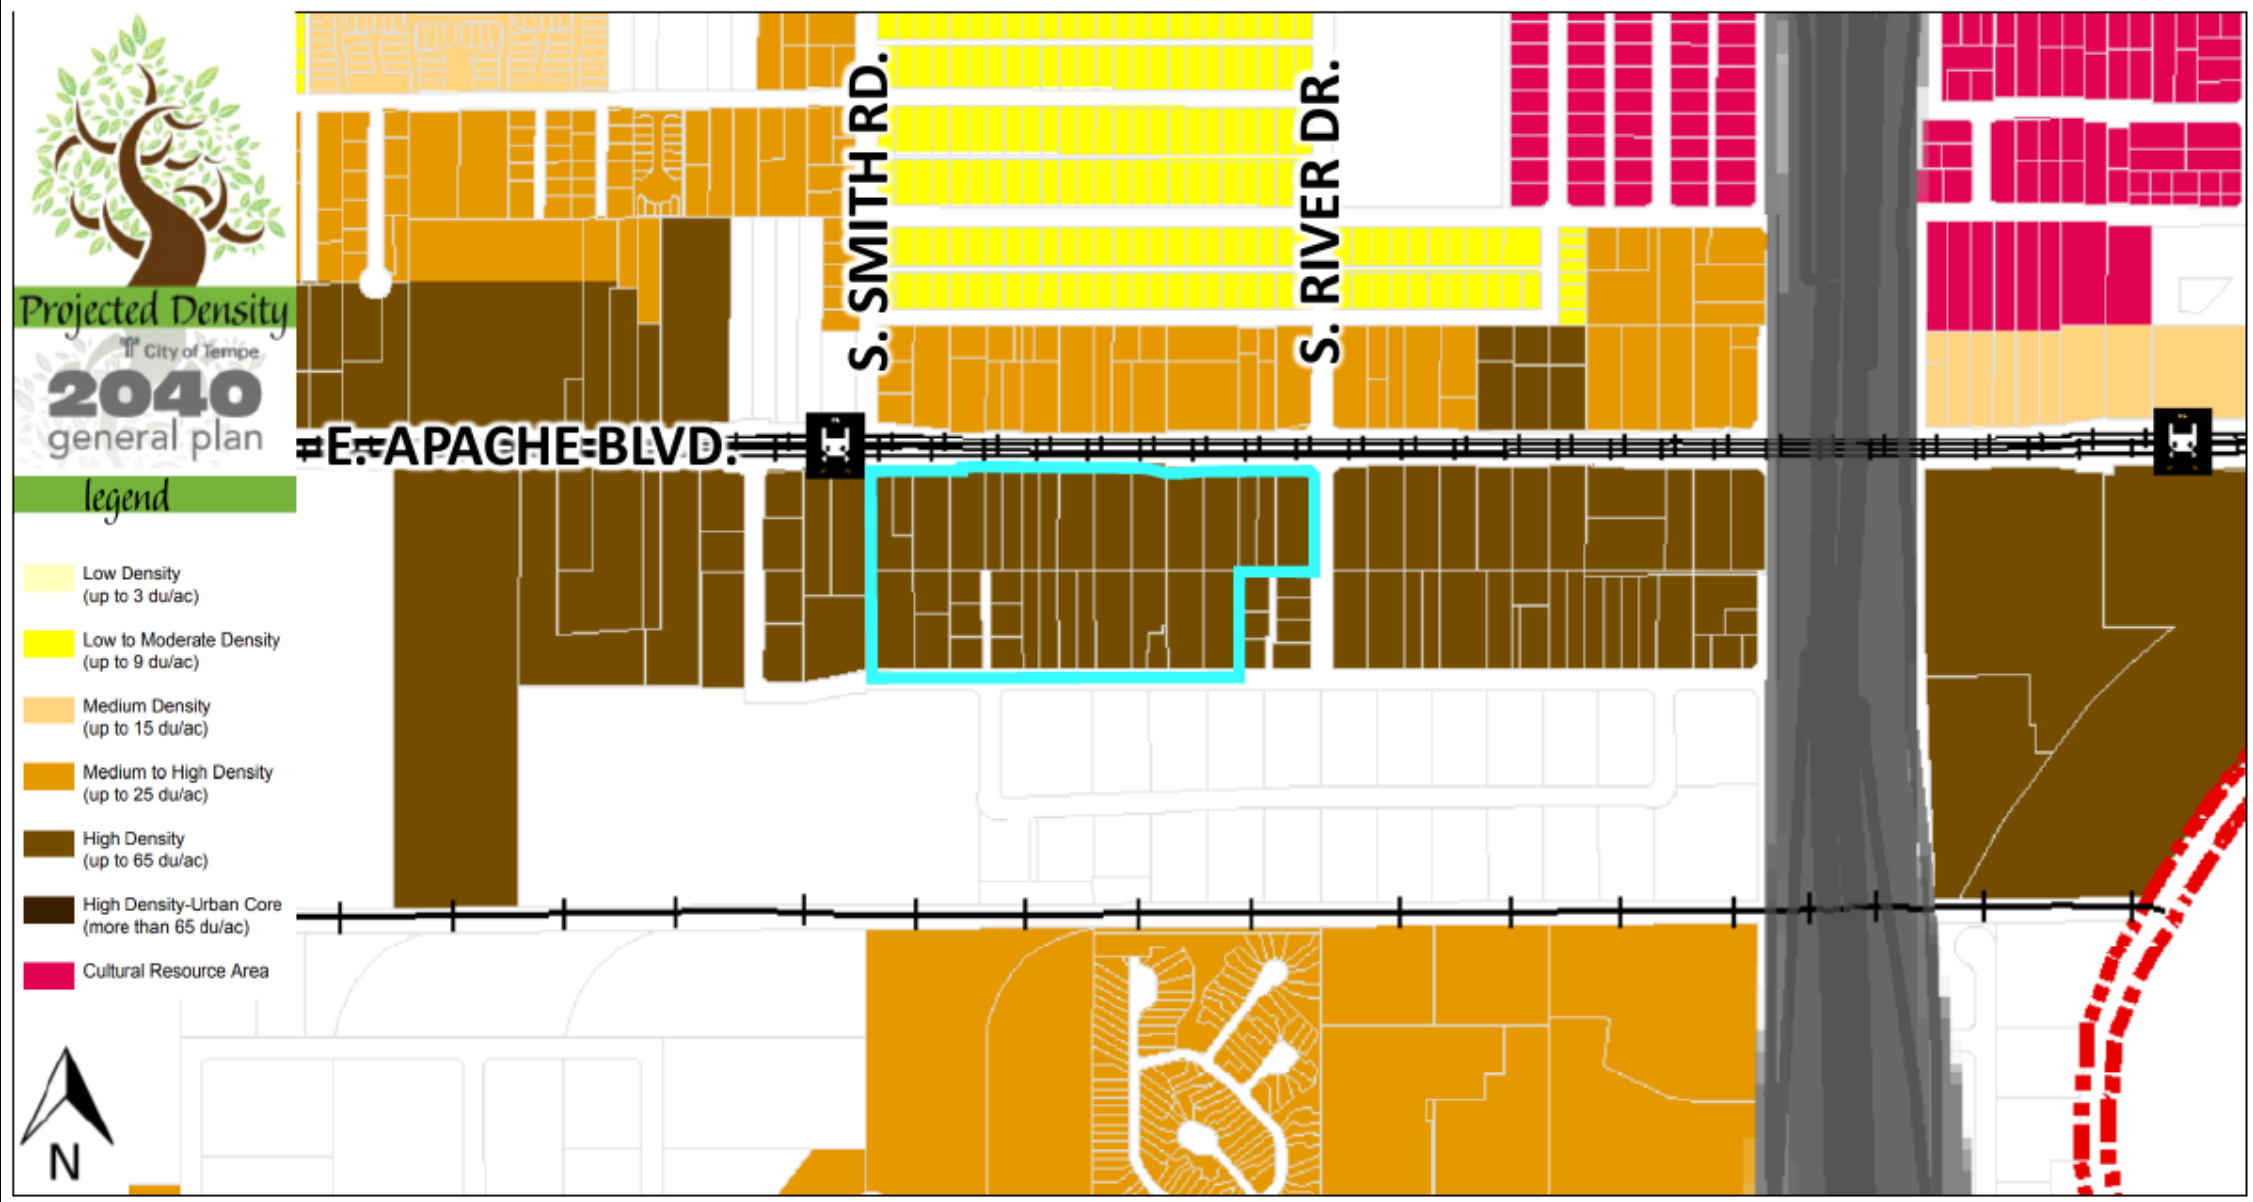 Projected Density
City of Tempe
2040
general plan
legend
Low Density
(up to 3 du/ac)
Low to Moderate Density
(up to 9 du/ac)
Medium Density
(up to 15 du/ac)
Medium to High Density
(up to 25 du/ac)
High Density
(up to 65 du/ac)
High Density-Urban Core
(more than 65 du/ac)
Cultural Resource Area
N
S. SMITH RD.
S. RIVER DR.
E. APACHE BLVD.